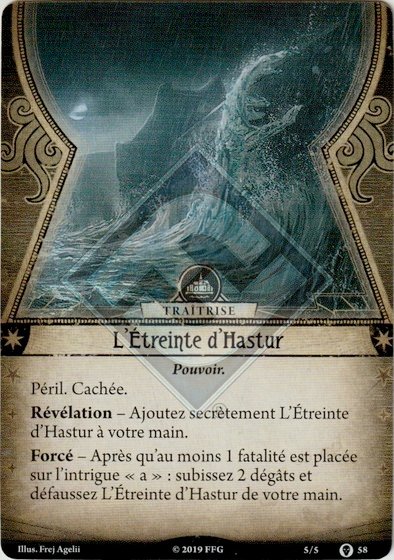 TRAÎTRISE
L'Étreinte d'Hastur
Pouvoir.
Péril. Cachée.
Révélation – Ajoutez secrètement L'Étreinte
d'Hastur à votre main.
Forcé – Après qu'au moins 1 fatalité est placée
sur l'intrigue « a » : subissez 2 dégâts et
défaussez L'Étreinte d'Hastur de votre main.
Illus. Frej Agelii
© 2019 FFG
5/5
58